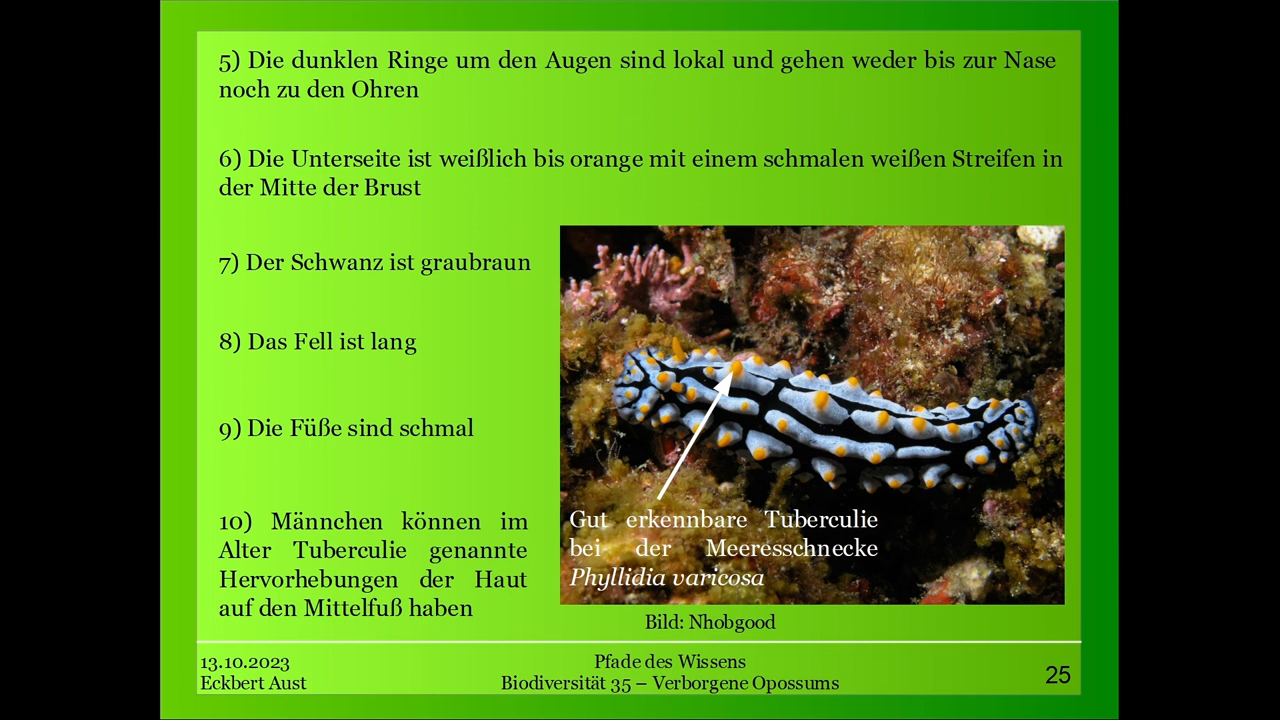 5) Die dunklen Ringe um den Augen sind lokal und gehen weder bis zur Nase
noch zu den Ohren
6) Die Unterseite ist weißlich bis orange mit einem schmalen weißen Streifen in
der Mitte der Brust
7) Der Schwanz ist graubraun
8) Das Fell ist lang
9) Die Füße sind schmal
10) Männchen können im
Alter Tuberculie genannte
Hervorhebungen der Haut
auf den Mittelfuß haben
Gut erkennbare Tuberculie
bei der Meeresschnecke
Phyllidia varicosa
Bild: Nhobgood
13.10.2023
Eckbert Aust
Pfade des Wissens
Biodiversität 35 – Verborgene Opossums
25